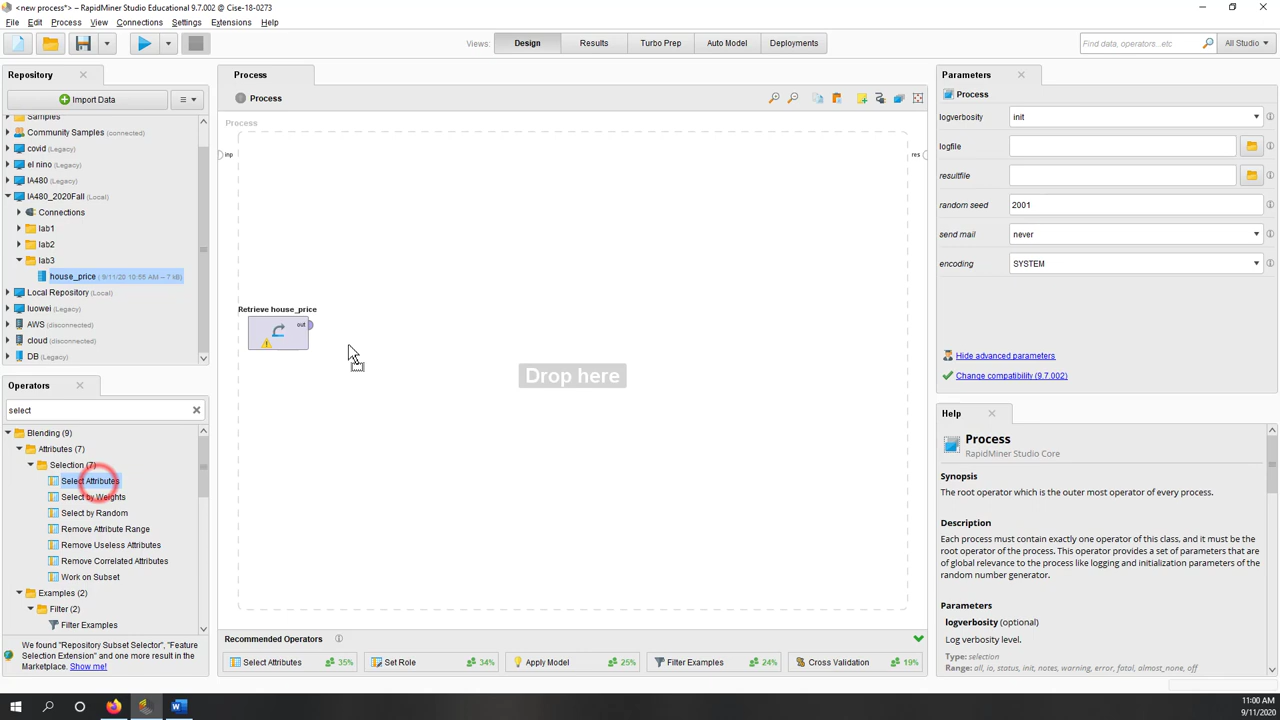 <new process*> – RapidMiner Studio Educational 9.7.002 @ Cise-18-0273
File Edit Process View Connections Settings Extensions Help
Views: Design Results Turbo Prep Auto Model Deployments
Find data, operators...etc All Studio
Repository
Import Data
Samples
Community Samples (connected)
covid (Legacy)
el nino (Legacy)
IA480 (Legacy)
IA480_2020Fall (Local)
Connections
lab1
lab2
lab3
house_price (9/11/20 10:55 AM – 7 kB)
Local Repository (Local)
luowei (Legacy)
AWS (disconnected)
cloud (disconnected)
DB (Legacy)
Operators
select
Blending (9)
Attributes (7)
Selection (7)
Select Attributes
Select by Weights
Select by Random
Remove Attribute Range
Remove Useless Attributes
Remove Correlated Attributes
Work on Subset
Examples (2)
Filter (2)
Filter Examples
We found "Repository Subset Selector", "Feature
Selection Extension" and one more result in the
Marketplace. Show me!
Process
Process
Process
inp
res
Retrieve house_price
out
Drop here
Recommended Operators
Select Attributes 35%
Set Role 34%
Apply Model 25%
Filter Examples 24%
Cross Validation 19%
Parameters
Process
logverbosity init
logfile
resultfile
random seed 2001
send mail never
encoding SYSTEM
Hide advanced parameters
Change compatibility (9.7.002)
Help
Process
RapidMiner Studio Core
Synopsis
The root operator which is the outer most operator of every process.
Description
Each process must contain exactly one operator of this class, and it must be the
root operator of the process. This operator provides a set of parameters that are
of global relevance to the process like logging and initialization parameters of the
random number generator.
Parameters
logverbosity (optional)
Log verbosity level.
Type: selection
Range: all, io, status, init, notes, warning, error, fatal, almost_none, off
11:00 AM
9/11/2020